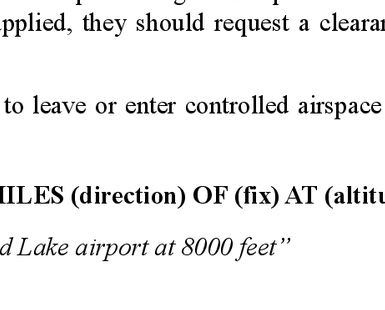 applied, they should request a clearan
to leave or enter controlled airspace
MILES (direction) OF (fix) AT (altitu
d Lake airport at 8000 feet”